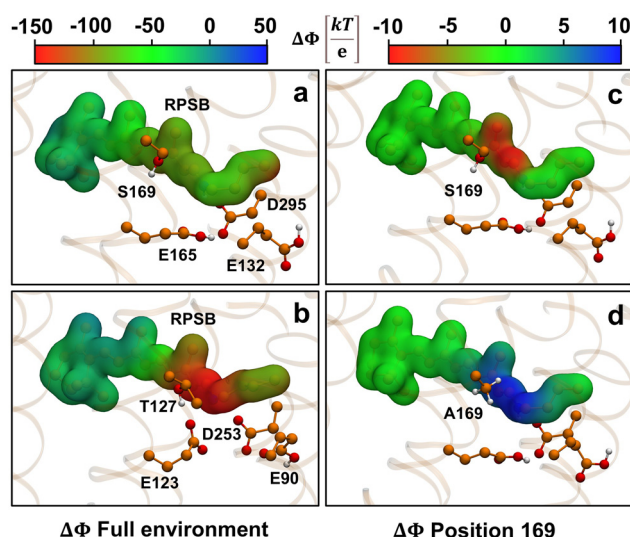 -150 -100 -50 0 50 ΔΦ [kT/e] -10 -5 0 5 10
a
RPSB
S169
D295
E165
E132
c
S169
b
RPSB
T127
D253
E123
E90
d
A169
ΔΦ Full environment
ΔΦ Position 169